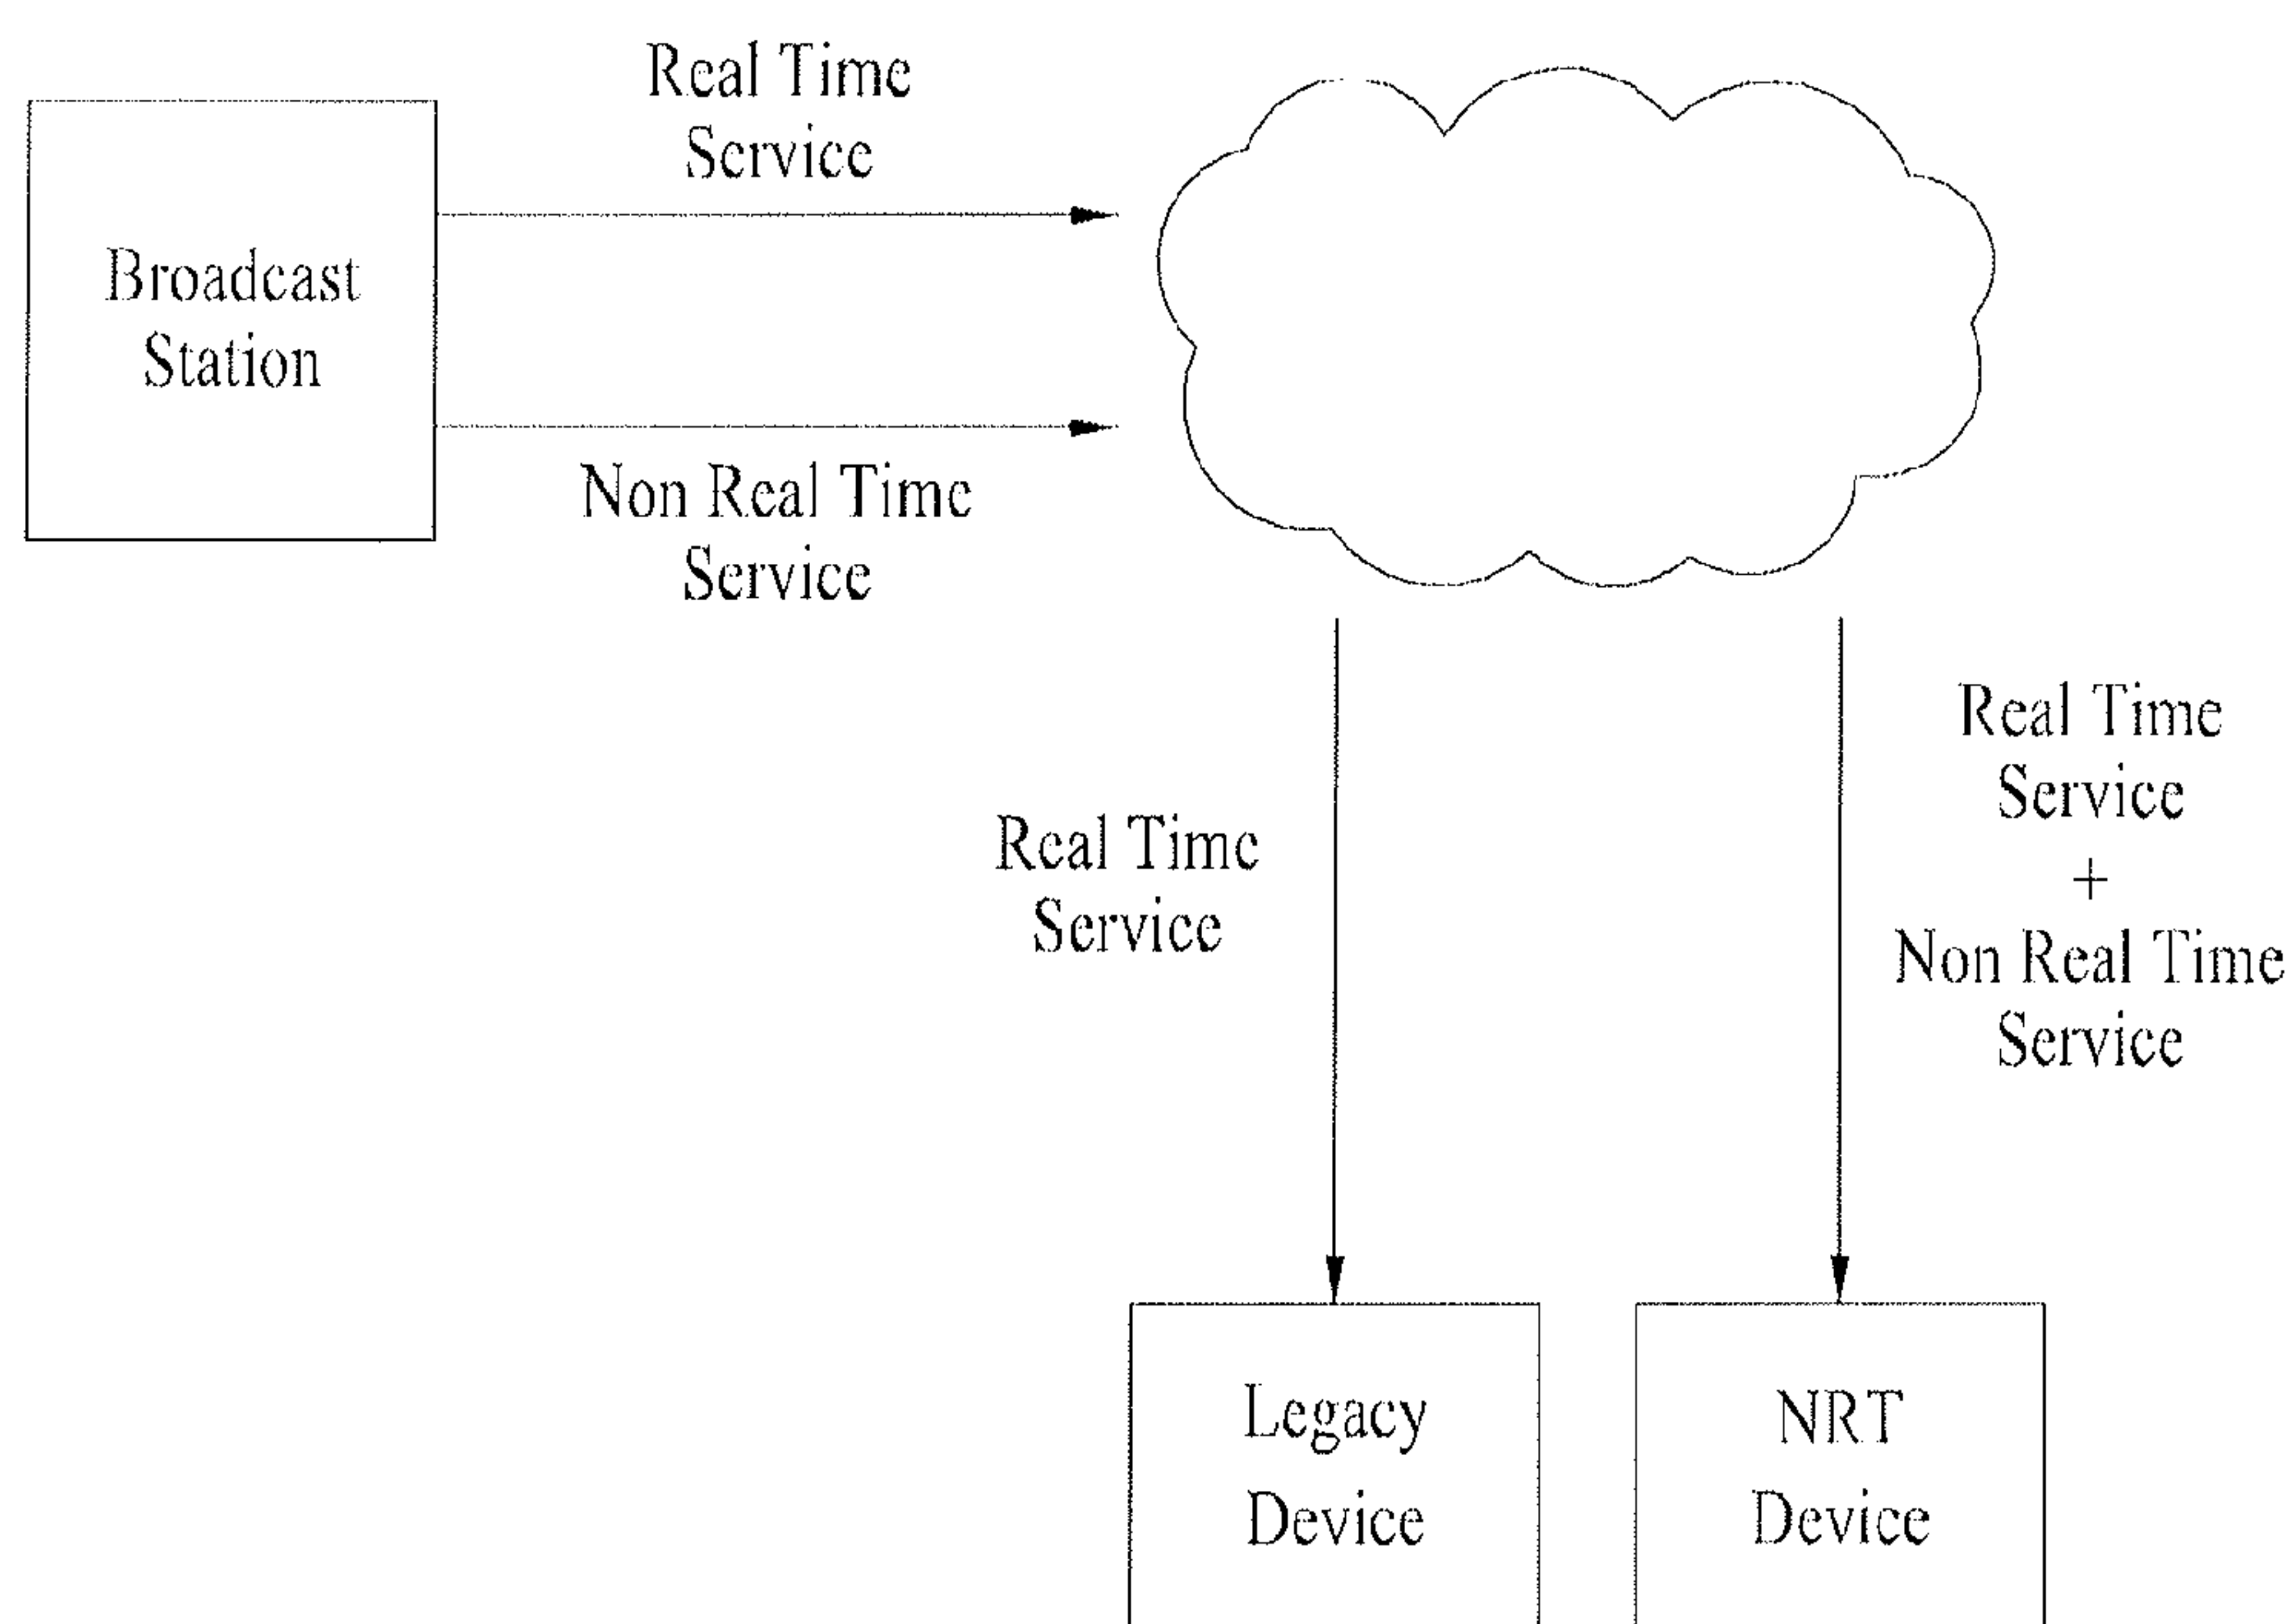 Real Time
Service
Broadcast
Station
Non Real Time
Service
Real Time
Service
Real Time
Service
+
Non Real Time
Service
Legacy
Device
NRT
Device